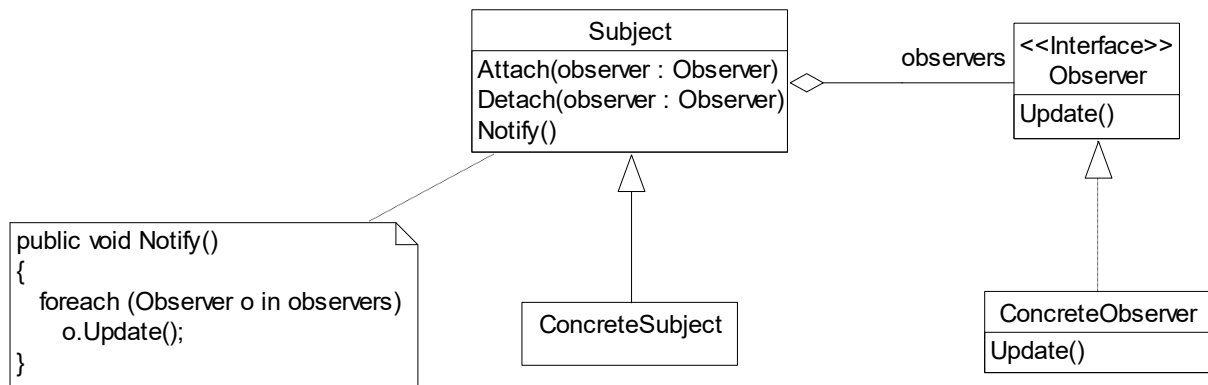 Subject
Attach(observer : Observer)
Detach(observer : Observer)
Notify()
observers
<<Interface>>
Observer
Update()
public void Notify()
{
foreach (Observer o in observers)
o.Update();
}
ConcreteSubject
ConcreteObserver
Update()